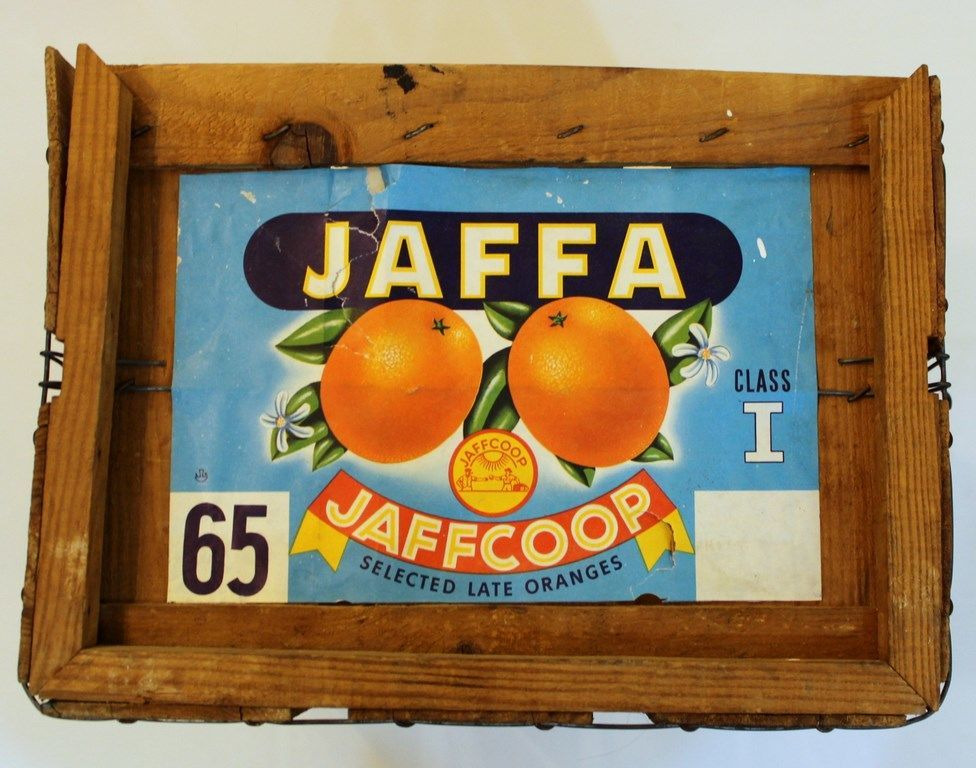 JAFFA
CLASS
I
JAFFCOOP
65
JAFFCOOP
SELECTED LATE ORANGES